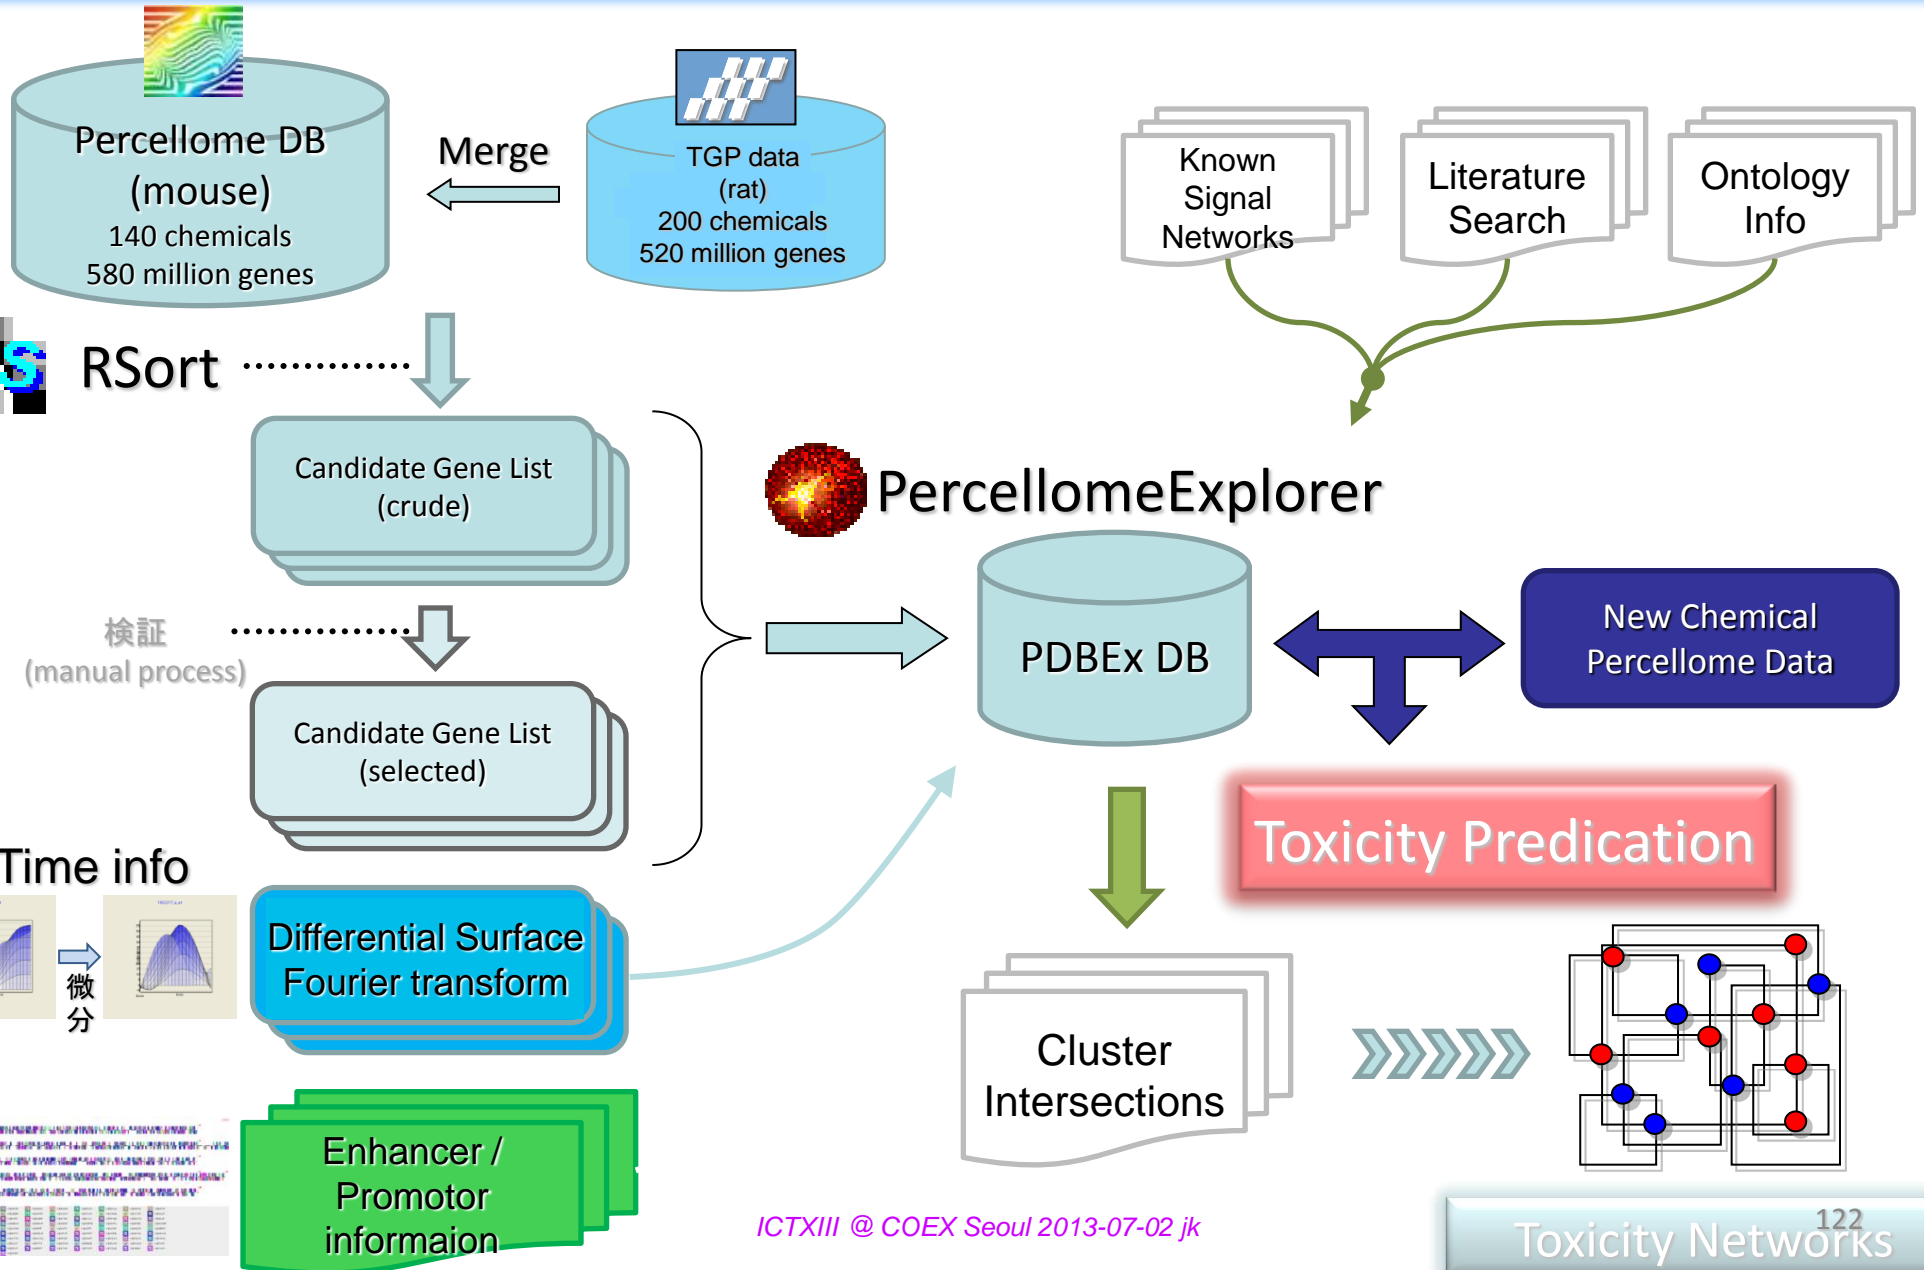 Percellome DB
(mouse)
140 chemicals
580 million genes
Merge
TGP data
(rat)
200 chemicals
520 million genes
Known
Signal
Networks
Literature
Search
Ontology
Info
S
RSort
Candidate Gene List
(crude)
検証
(manual process)
Candidate Gene List
(selected)
PercellomeExplorer
PDBEx DB
New Chemical
Percellome Data
Toxicity Predication
Time info
微
分
Differential Surface
Fourier transform
Cluster
Intersections
Enhancer /
Promotor
informaion
ICTXIII @ COEX Seoul 2013-07-02 jk
122
Toxicity Networks